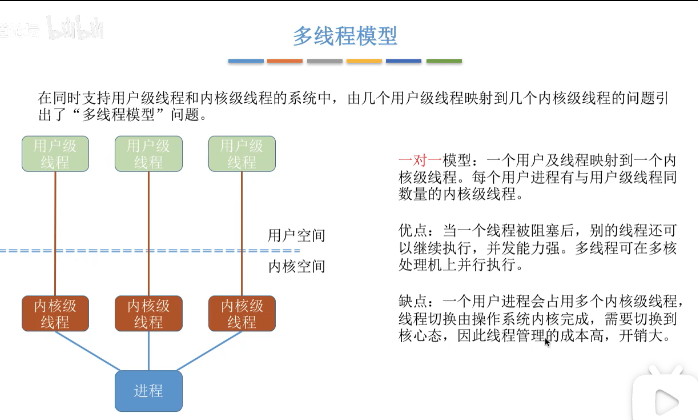 bilibili
多线程模型
在同时支持用户级线程和内核级线程的系统中，由几个用户级线程映射到几个内核级线程的问题引
出了“多线程模型”问题。
用户级
线程
用户级
线程
用户级
线程
用户空间
内核空间
内核级
线程
内核级
线程
内核级
线程
进程
一对一模型：一个用户及线程映射到一个内
核级线程。每个用户进程有与用户级线程同
数量的内核级线程。
优点：当一个线程被阻塞后，别的线程还可
以继续执行，并发能力强。多线程可在多核
处理机上并行执行。
缺点：一个用户进程会占用多个内核级线程，
线程切换由操作系统内核完成，需要切换到
核心态，因此线程管理的成本高，开销大。